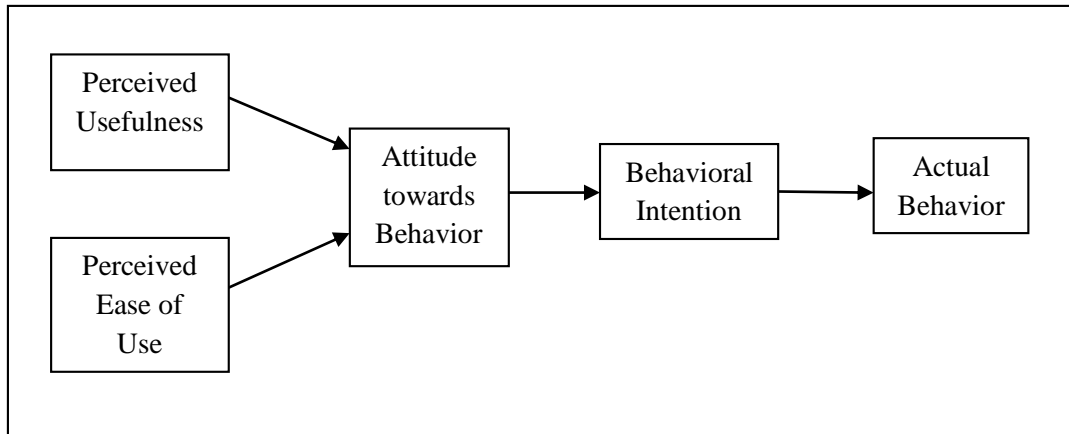 Perceived
Usefulness
Perceived
Ease of
Use
Attitude
towards
Behavior
Behavioral
Intention
Actual
Behavior